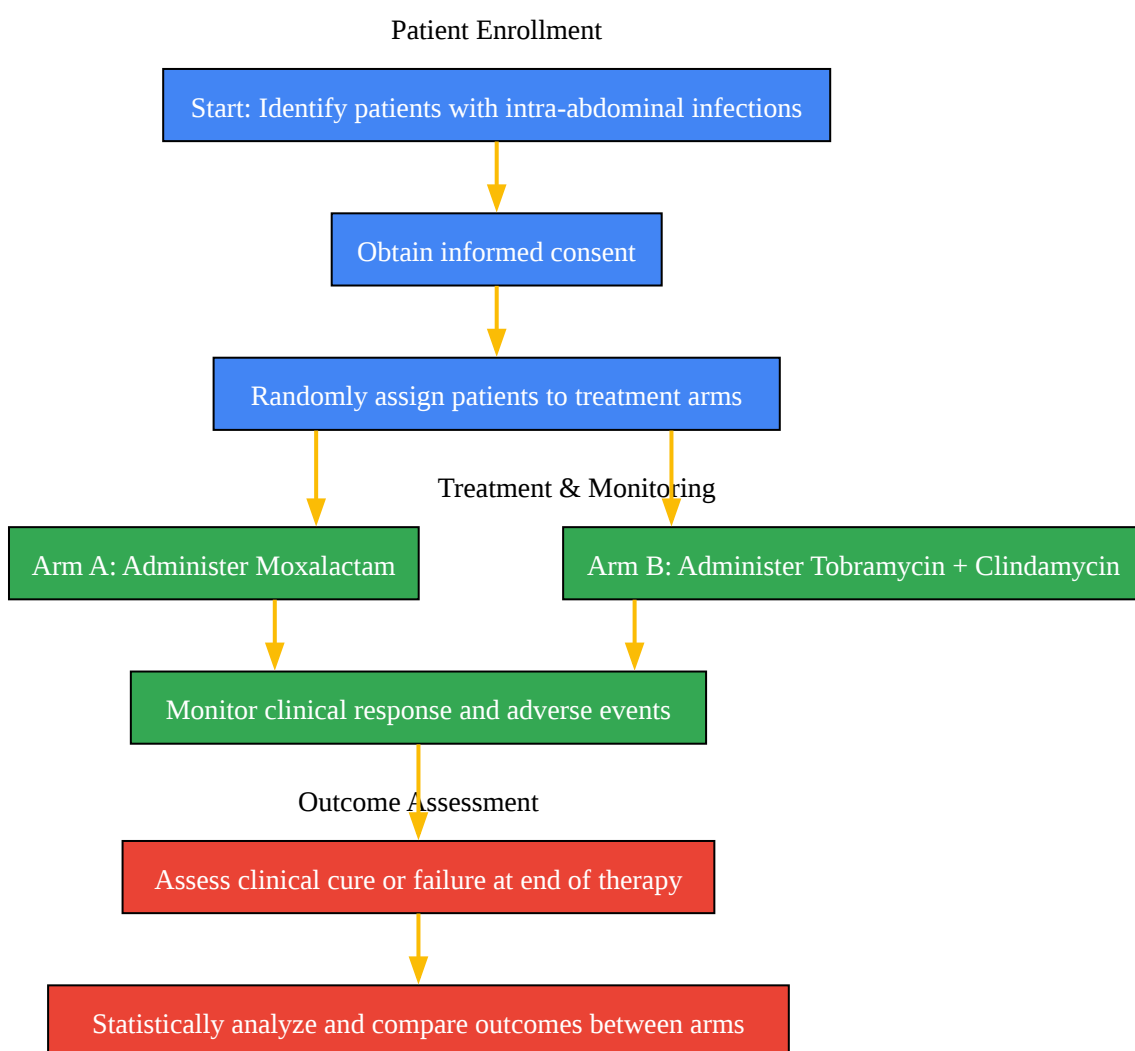 Patient Enrollment
Start: Identify patients with intra-abdominal infections
Obtain informed consent
Randomly assign patients to treatment arms
Treatment & Monitoring
Arm A: Administer Moxalactam
Arm B: Administer Tobramycin + Clindamycin
Monitor clinical response and adverse events
Outcome Assessment
Assess clinical cure or failure at end of therapy
Statistically analyze and compare outcomes between arms